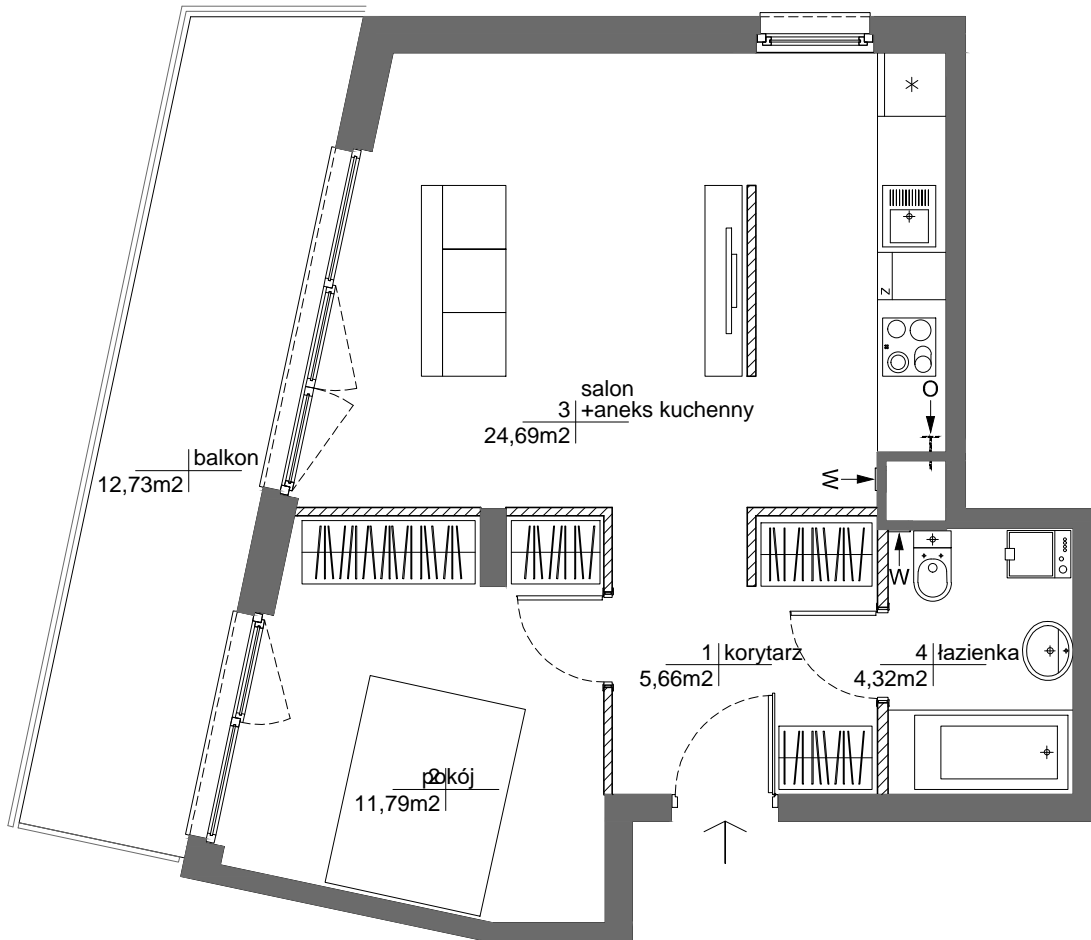 salon
3 +aneks kuchenny
24,69m2
balkon
12,73m2
Z
O
W
W
1 korytarz
5,66m2
4 łazienka
4,32m2
2 pokój
11,79m2